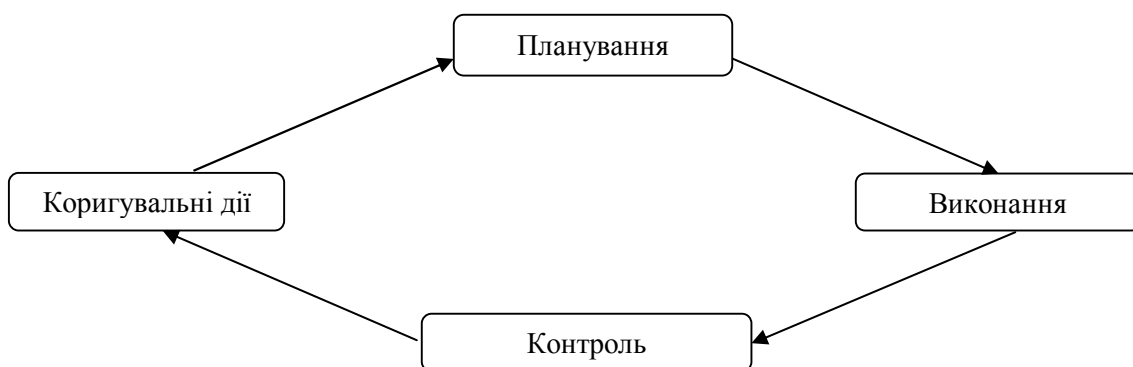 Планування
Коригувальні дії
Виконання
Контроль